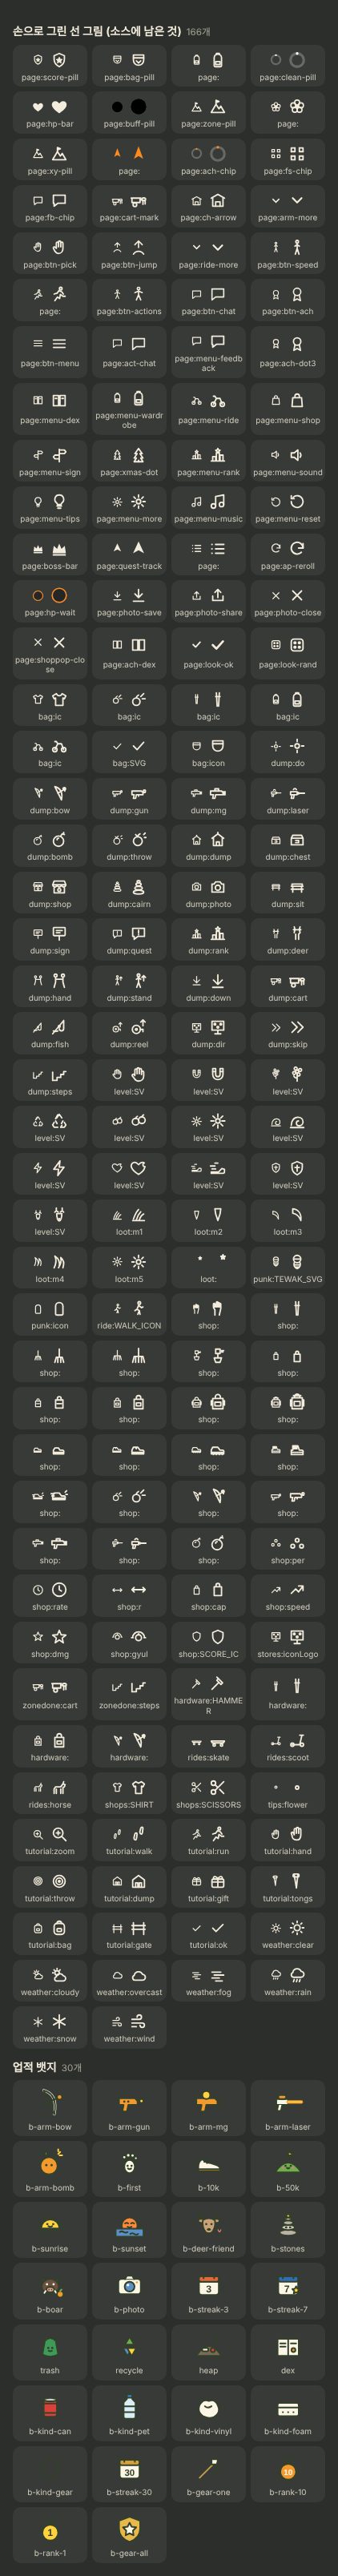 손으로 그린 선 그림 (소스에 남은 것) 166개
page:score-pill page:bag-pill page: page:clean-pill
page:hp-bar page:buff-pill page:zone-pill page:
page:xy-pill page: page:ach-chip page:fs-chip
page:fb-chip page:cart-mark page:ch-arrow page:arm-more
page:btn-pick page:btn-jump page:ride-more page:btn-speed
page: page:btn-actions page:btn-chat page:btn-ach
page:btn-menu page:act-chat page:menu-feedb
ack page:ach-dot3
page:menu-dex page:menu-wardr
obe page:menu-ride page:menu-shop
page:menu-sign page:xmas-dot page:menu-rank page:menu-sound
page:menu-tips page:menu-more page:menu-music page:menu-reset
page:boss-bar page:quest-track page: page:ap-reroll
page:hp-wait page:photo-save page:photo-share page:photo-close
page:shoppop-clo
se page:ach-dex page:look-ok page:look-rand
bag:ic bag:ic bag:ic bag:ic
bag:ic bag:SVG bag:icon dump:do
dump:bow dump:gun dump:mg dump:laser
dump:bomb dump:throw dump:dump dump:chest
dump:shop dump:cairn dump:photo dump:sit
dump:sign dump:quest dump:rank dump:deer
dump:hand dump:stand dump:down dump:cart
dump:fish dump:reel dump:dir dump:skip
dump:steps level:SV level:SV level:SV
level:SV level:SV level:SV level:SV
level:SV level:SV level:SV level:SV
level:SV loot:m1 loot:m2 loot:m3
loot:m4 loot:m5 loot: punk:TEWAK_SVG
punk:icon ride:WALK_ICON shop: shop:
shop: shop: shop: shop:
shop: shop: shop: shop:
shop: shop: shop: shop:
shop: shop: shop: shop:
shop: shop: shop: shop:per
shop:rate shop:r shop:cap shop:speed
shop:dmg shop:gyul shop:SCORE_IC stores:iconLogo
zonedone:cart zonedone:steps hardware:HAMME
R hardware:
hardware: hardware: rides:skate rides:scoot
rides:horse shops:SHIRT shops:SCISSORS tips:flower
tutorial:zoom tutorial:walk tutorial:run tutorial:hand
tutorial:throw tutorial:dump tutorial:gift tutorial:tongs
tutorial:bag tutorial:gate tutorial:ok weather:clear
weather:cloudy weather:overcast weather:fog weather:rain
weather:snow weather:wind
업적 뱃지 30개
b-arm-bow b-arm-gun b-arm-mg b-arm-laser
b-arm-bomb b-first b-10k b-50k
b-sunrise b-sunset b-deer-friend b-stones
3 7
b-boar b-photo b-streak-3 b-streak-7
trash recycle heap dex
b-kind-can b-kind-pet b-kind-vinyl b-kind-foam
30 10
b-kind-gear b-streak-30 b-gear-one b-rank-10
1
b-rank-1 b-gear-all